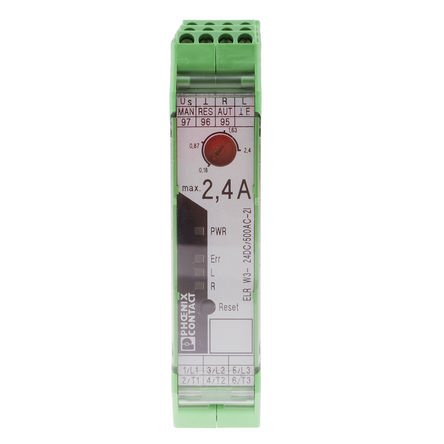 Us ⊥ R L
MAN RES AUT ⊥E
97 96 95
1,63
0,87
2,4
0,18
max. 2,4A
PWR
Err
L
R
Reset
ELR W3- 24DC/500AC-2I
PHŒNIX
CONTACT
1/L1 3/L2 5/L3
2/T1 4/T2 6/T3